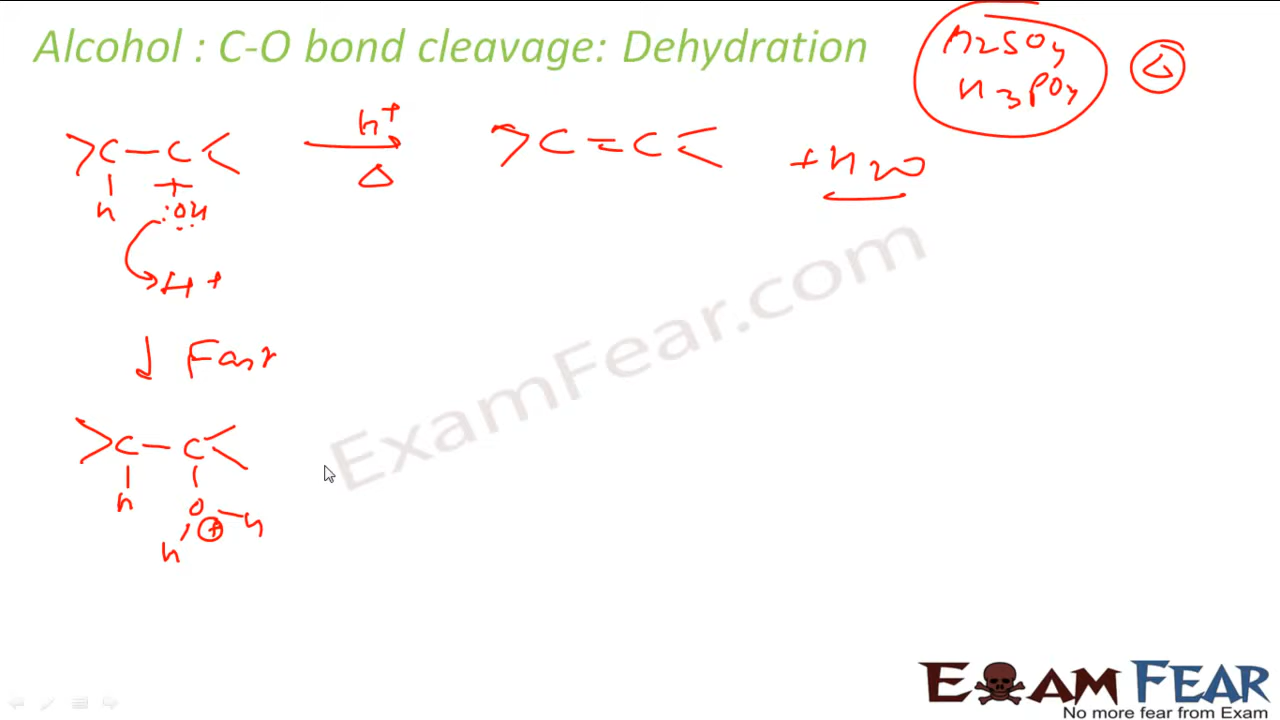 Alcohol : C-O bond cleavage: Dehydration
H2SO4
H3PO4
Δ
>C-C<
H
:OH
H+
Δ
>C=C<
+H2O
H+
↓ Fast
>C-C<
H
O
+
H
H
ExamFear.com
EXAM FEAR
No more fear from Exam